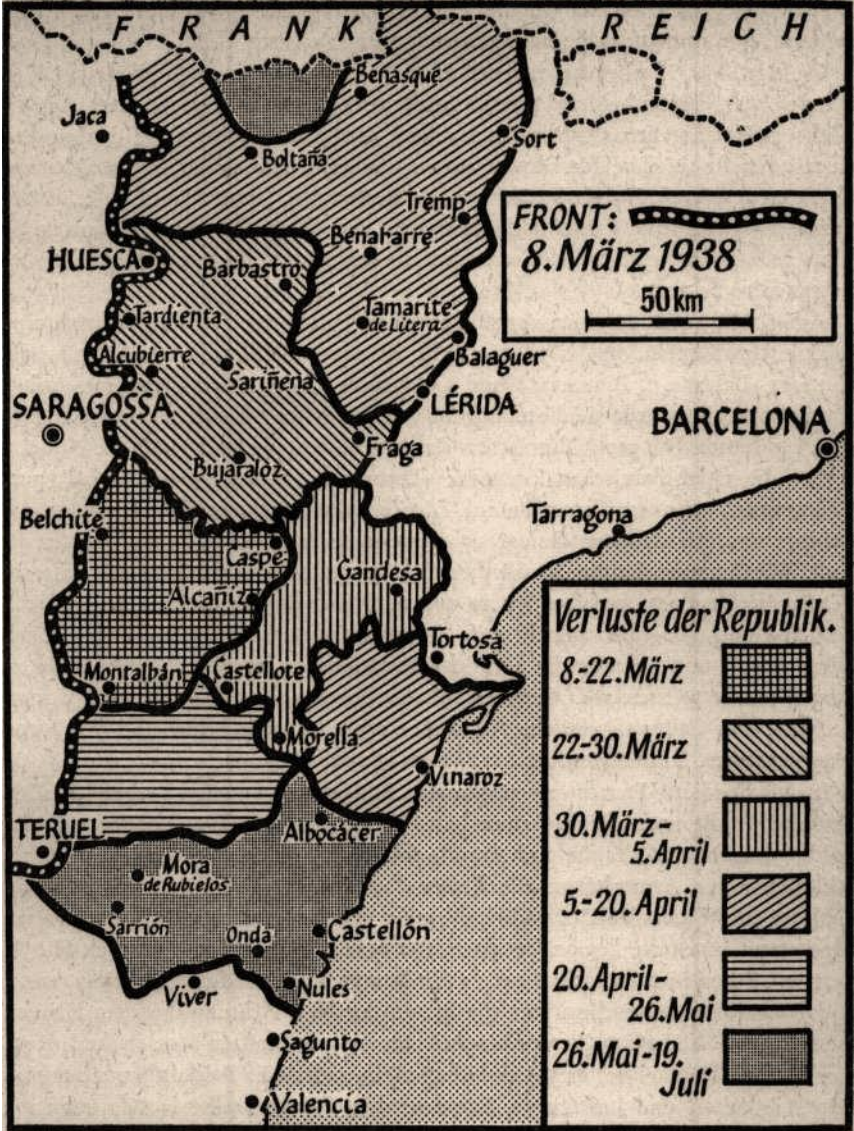 FRANK REICH
Benasque
Jaca
Sort
Boltaña
Tremp
FRONT:
8. März 1938
50 km
Benabarre
HUESCA
Barbastro
Tardienta
Tamarite
de Litera
Alcubierre
Sariñena
Balaguer
SARAGOSSA
LÉRIDA
BARCELONA
Fraga
Bujaraloz
Belchite
Tarragona
Caspe
Gandesa
Alcañiz
Tortosa
Montalbán
Castellote
Morella
Vinaroz
TERUEL
Albocácer
Mora
de Rubielos
Sarrión
Onda
Castellón
Viver
Nules
Sagunto
Valencia
Verluste der Republik.
8.-22. März
22.-30. März
30. März-
5. April
5.-20. April
20. April-
26. Mai
26. Mai-19.
Juli